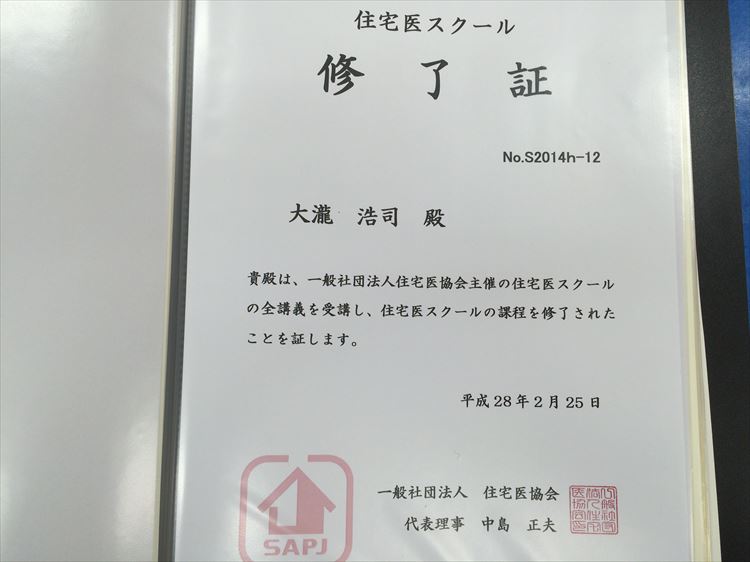 住宅医スクール
修了証
No.S2014h-12
大瀧 浩司 殿
貴殿は、一般社団法人住宅医協会主催の住宅医スクール
の全講義を受講し、住宅医スクールの課程を修了された
ことを証します。
平成28年2月25日
一般社団法人 住宅医協会
代表理事 中島 正夫
SAPJ